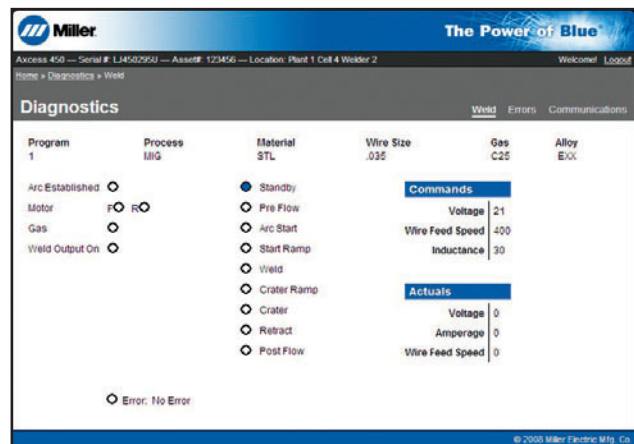 Miller The Power of Blue®
Axcess 450 — Serial #: LJ450295U — Asset#: 123456 — Location: Plant 1 Cell 4 Welder 2 Welcome! Logout
Home » Diagnostics » Weld
Diagnostics Weld Errors Communications
Program Process Material Wire Size Gas Alloy
1 MIG STL .035 C25 EXX
Arc Established Standby Commands
Motor F R Pre Flow Voltage 21
Gas Arc Start Wire Feed Speed 400
Weld Output On Start Ramp Inductance 30
Weld
Crater Ramp Actuals
Crater Voltage 0
Retract Amperage 0
Post Flow Wire Feed Speed 0
Error: No Error
© 2008 Miller Electric Mfg. Co.